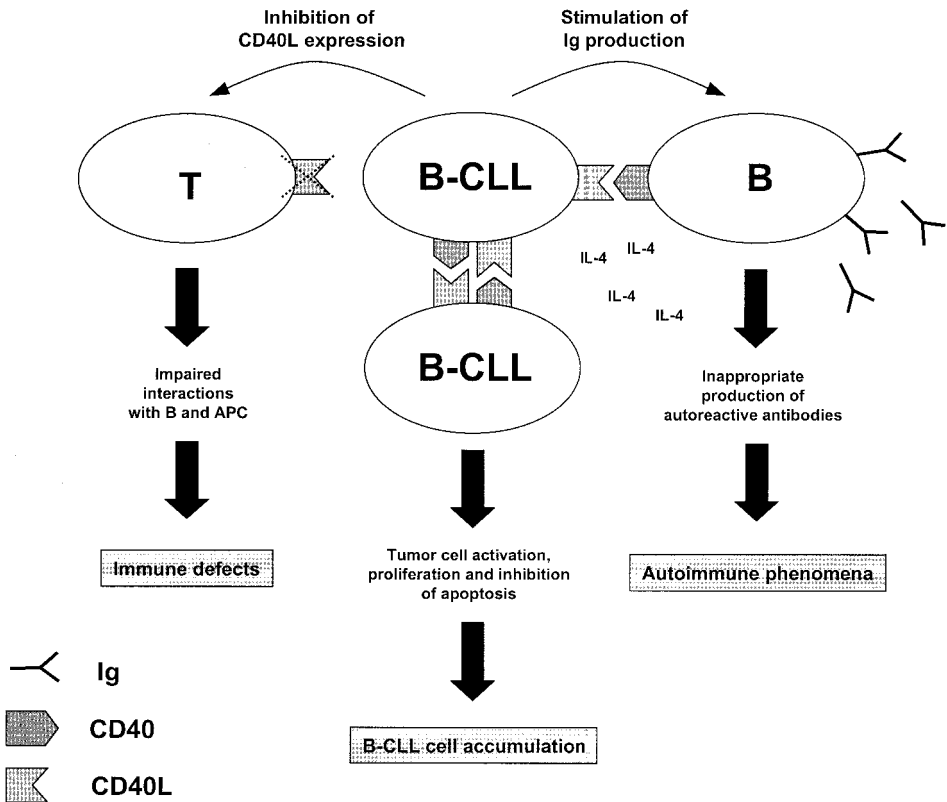 Inhibition of
CD40L expression
Stimulation of
Ig production
T
B-CLL
B
IL-4
IL-4
IL-4
IL-4
B-CLL
Impaired
interactions
with B and APC
Inappropriate
production of
autoreactive antibodies
Immune defects
Tumor cell activation,
proliferation and inhibition
of apoptosis
Autoimmune phenomena
B-CLL cell accumulation
Ig
CD40
CD40L